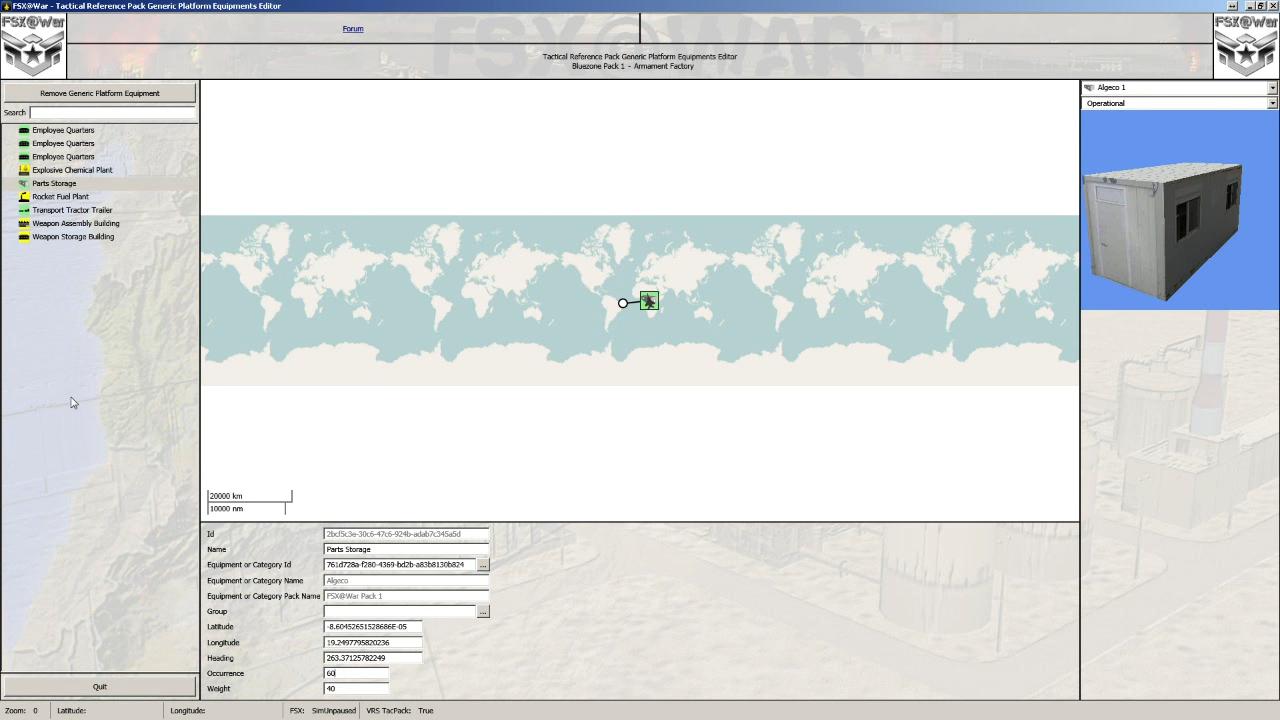 FSX@War - Tactical Reference Pack Generic Platform Equipments Editor
FSX@War
Forum
FSX@WAR
FSX@War
Tactical Reference Pack Generic Platform Equipments Editor
Bluezone Pack 1 - Armament Factory
Remove Generic Platform Equipment
Search
Employee Quarters
Employee Quarters
Employee Quarters
Explosive Chemical Plant
Parts Storage
Rocket Fuel Plant
Transport Tractor Trailer
Weapon Assembly Building
Weapon Storage Building
Quit
20000 km
10000 nm
Id 2bcf5c3e-30c6-47c6-924b-adab7c345a5d
Name Parts Storage
Equipment or Category Id 761d728a-f280-4369-bd2b-a83b8130b824 ...
Equipment or Category Name Algeco
Equipment or Category Pack Name FSX@War Pack 1
Group ...
Latitude -8.60452651528686E-05
Longitude 19.2497795820236
Heading 263.37125782249
Occurrence 60
Weight 40
Algeco 1
Operational
Zoom: 0 Latitude: Longitude: FSX: SimUnpaused VRS TacPack: True